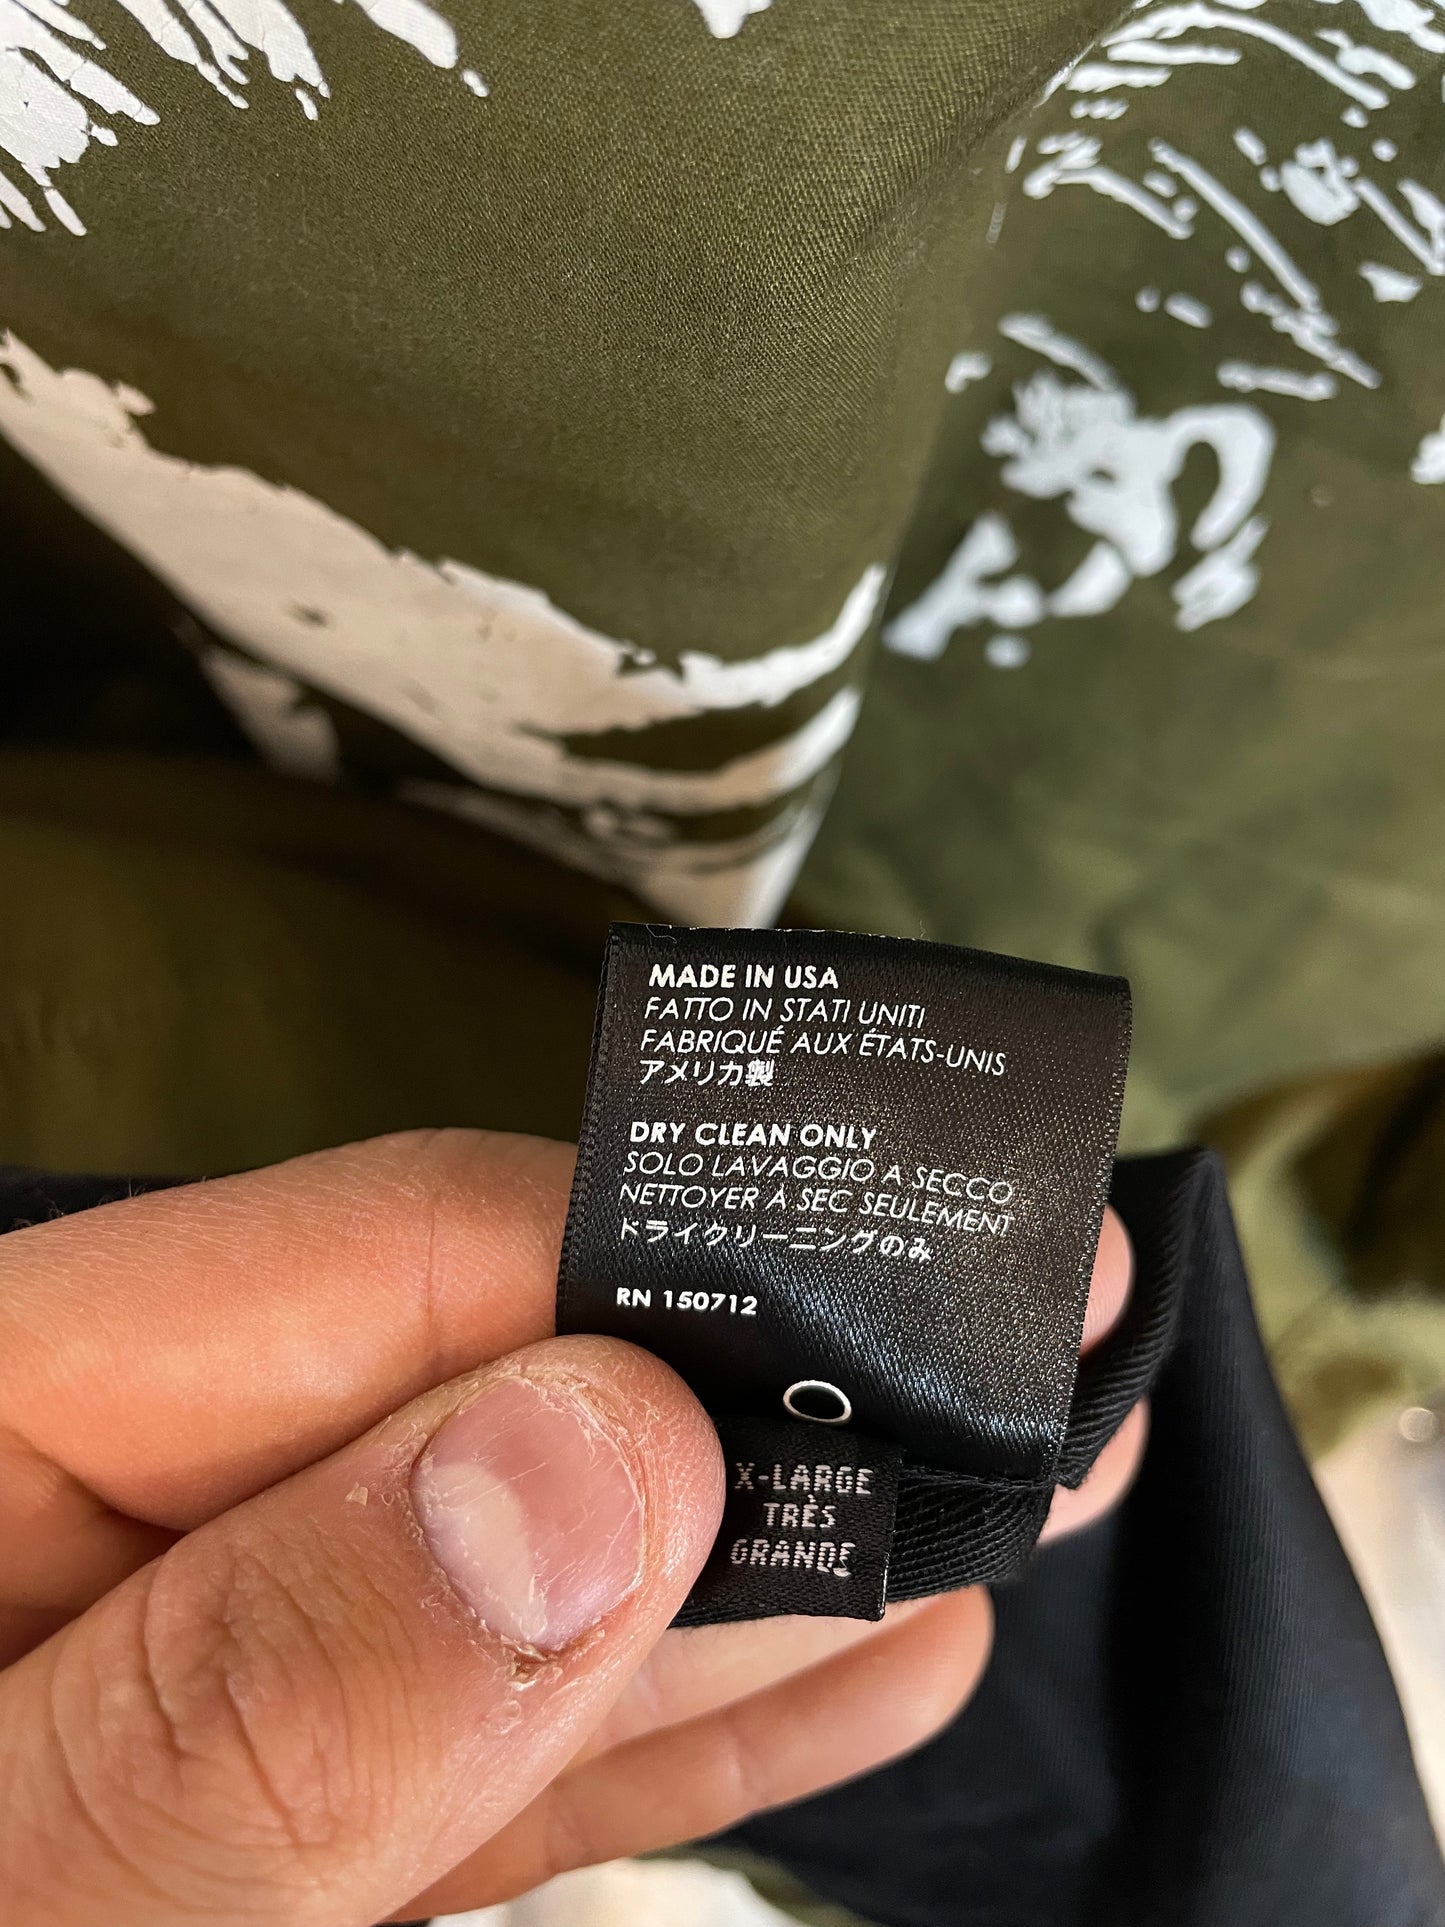 MADE IN USA
FATTO IN STATI UNITI
FABRIQUÉ AUX ÉTATS-UNIS
アメリカ製
DRY CLEAN ONLY
SOLO LAVAGGIO A SECCO
NETTOYER À SEC SEULEMENT
ドライクリーニングのみ
RN 150712
X-LARGE
TRÈS
GRANDE